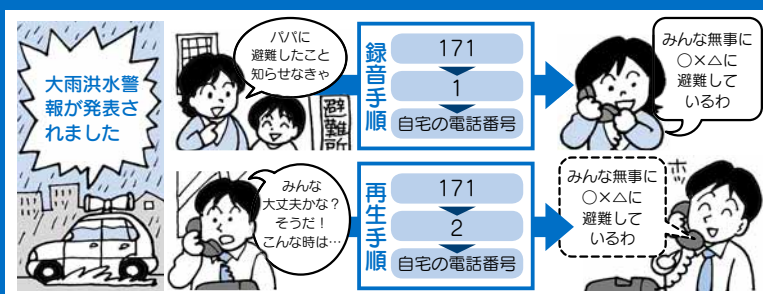 大雨洪水警
報が発表さ
れました
パパに
避難したこと
知らせなきゃ
避難所
録音手順
171
1
自宅の電話番号
みんな無事に
○×△に
避難して
いるわ
みんな
大丈夫かな？
そうだ！
こんな時は…
再生手順
171
2
自宅の電話番号
みんな無事に
○×△に
避難して
いるわ
ホッ